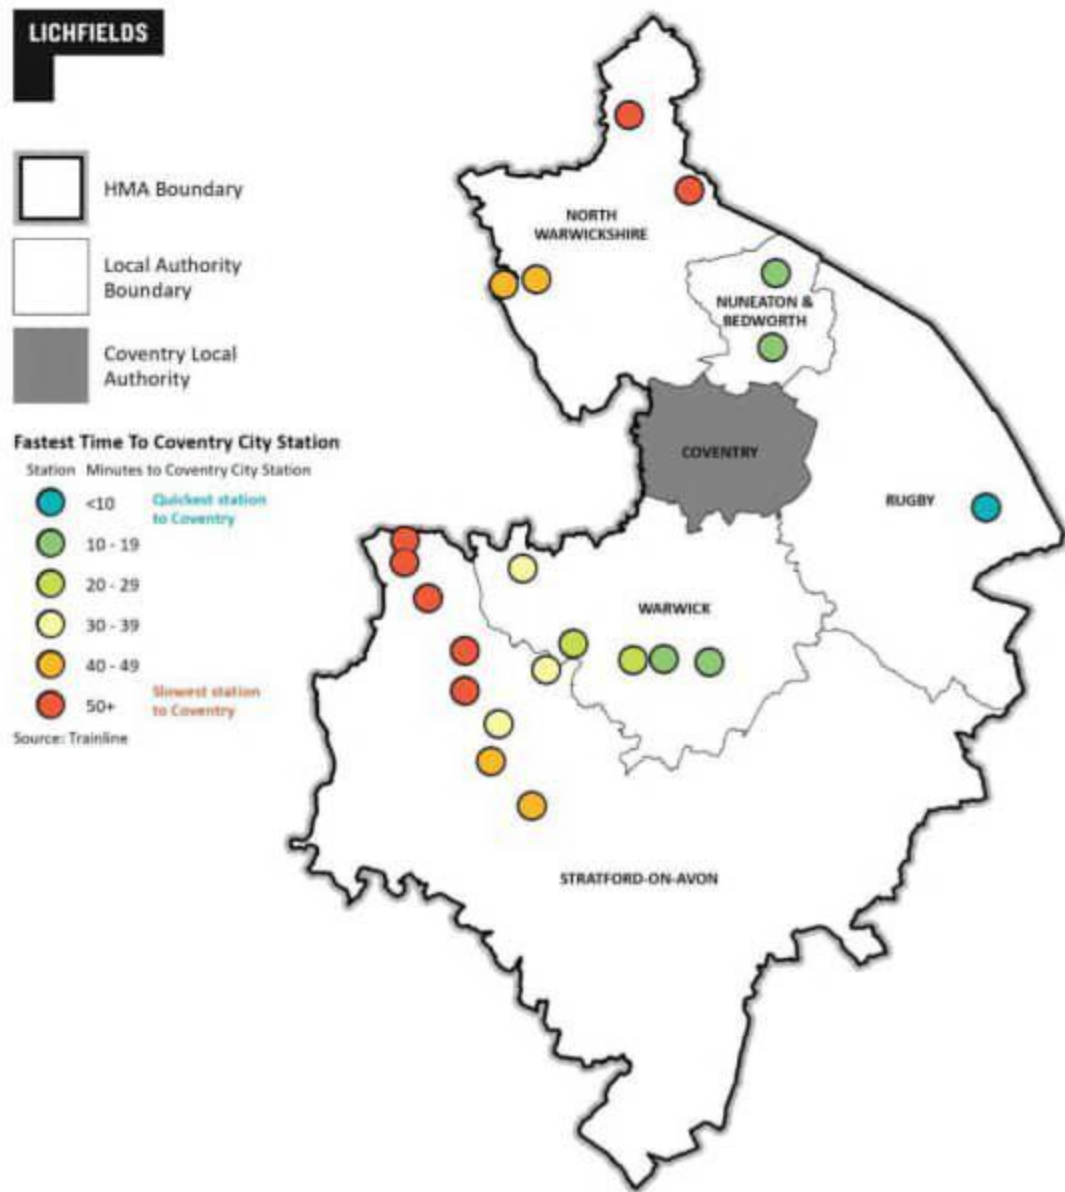 LICHFIELDS
HMA Boundary
Local Authority
Boundary
Coventry Local
Authority
Fastest Time To Coventry City Station
Station Minutes to Coventry City Station
<10 Quickest station
to Coventry
10 - 19
20 - 29
30 - 39
40 - 49
50+ Slowest station
to Coventry
Source: Trainline
NORTH
WARWICKSHIRE
NUNEATON &
BEDWORTH
COVENTRY
RUGBY
WARWICK
STRATFORD-ON-AVON